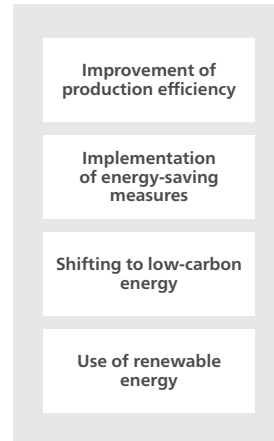 Improvement of
production efficiency
Implementation
of energy-saving
measures
Shifting to low-carbon
energy
Use of renewable
energy